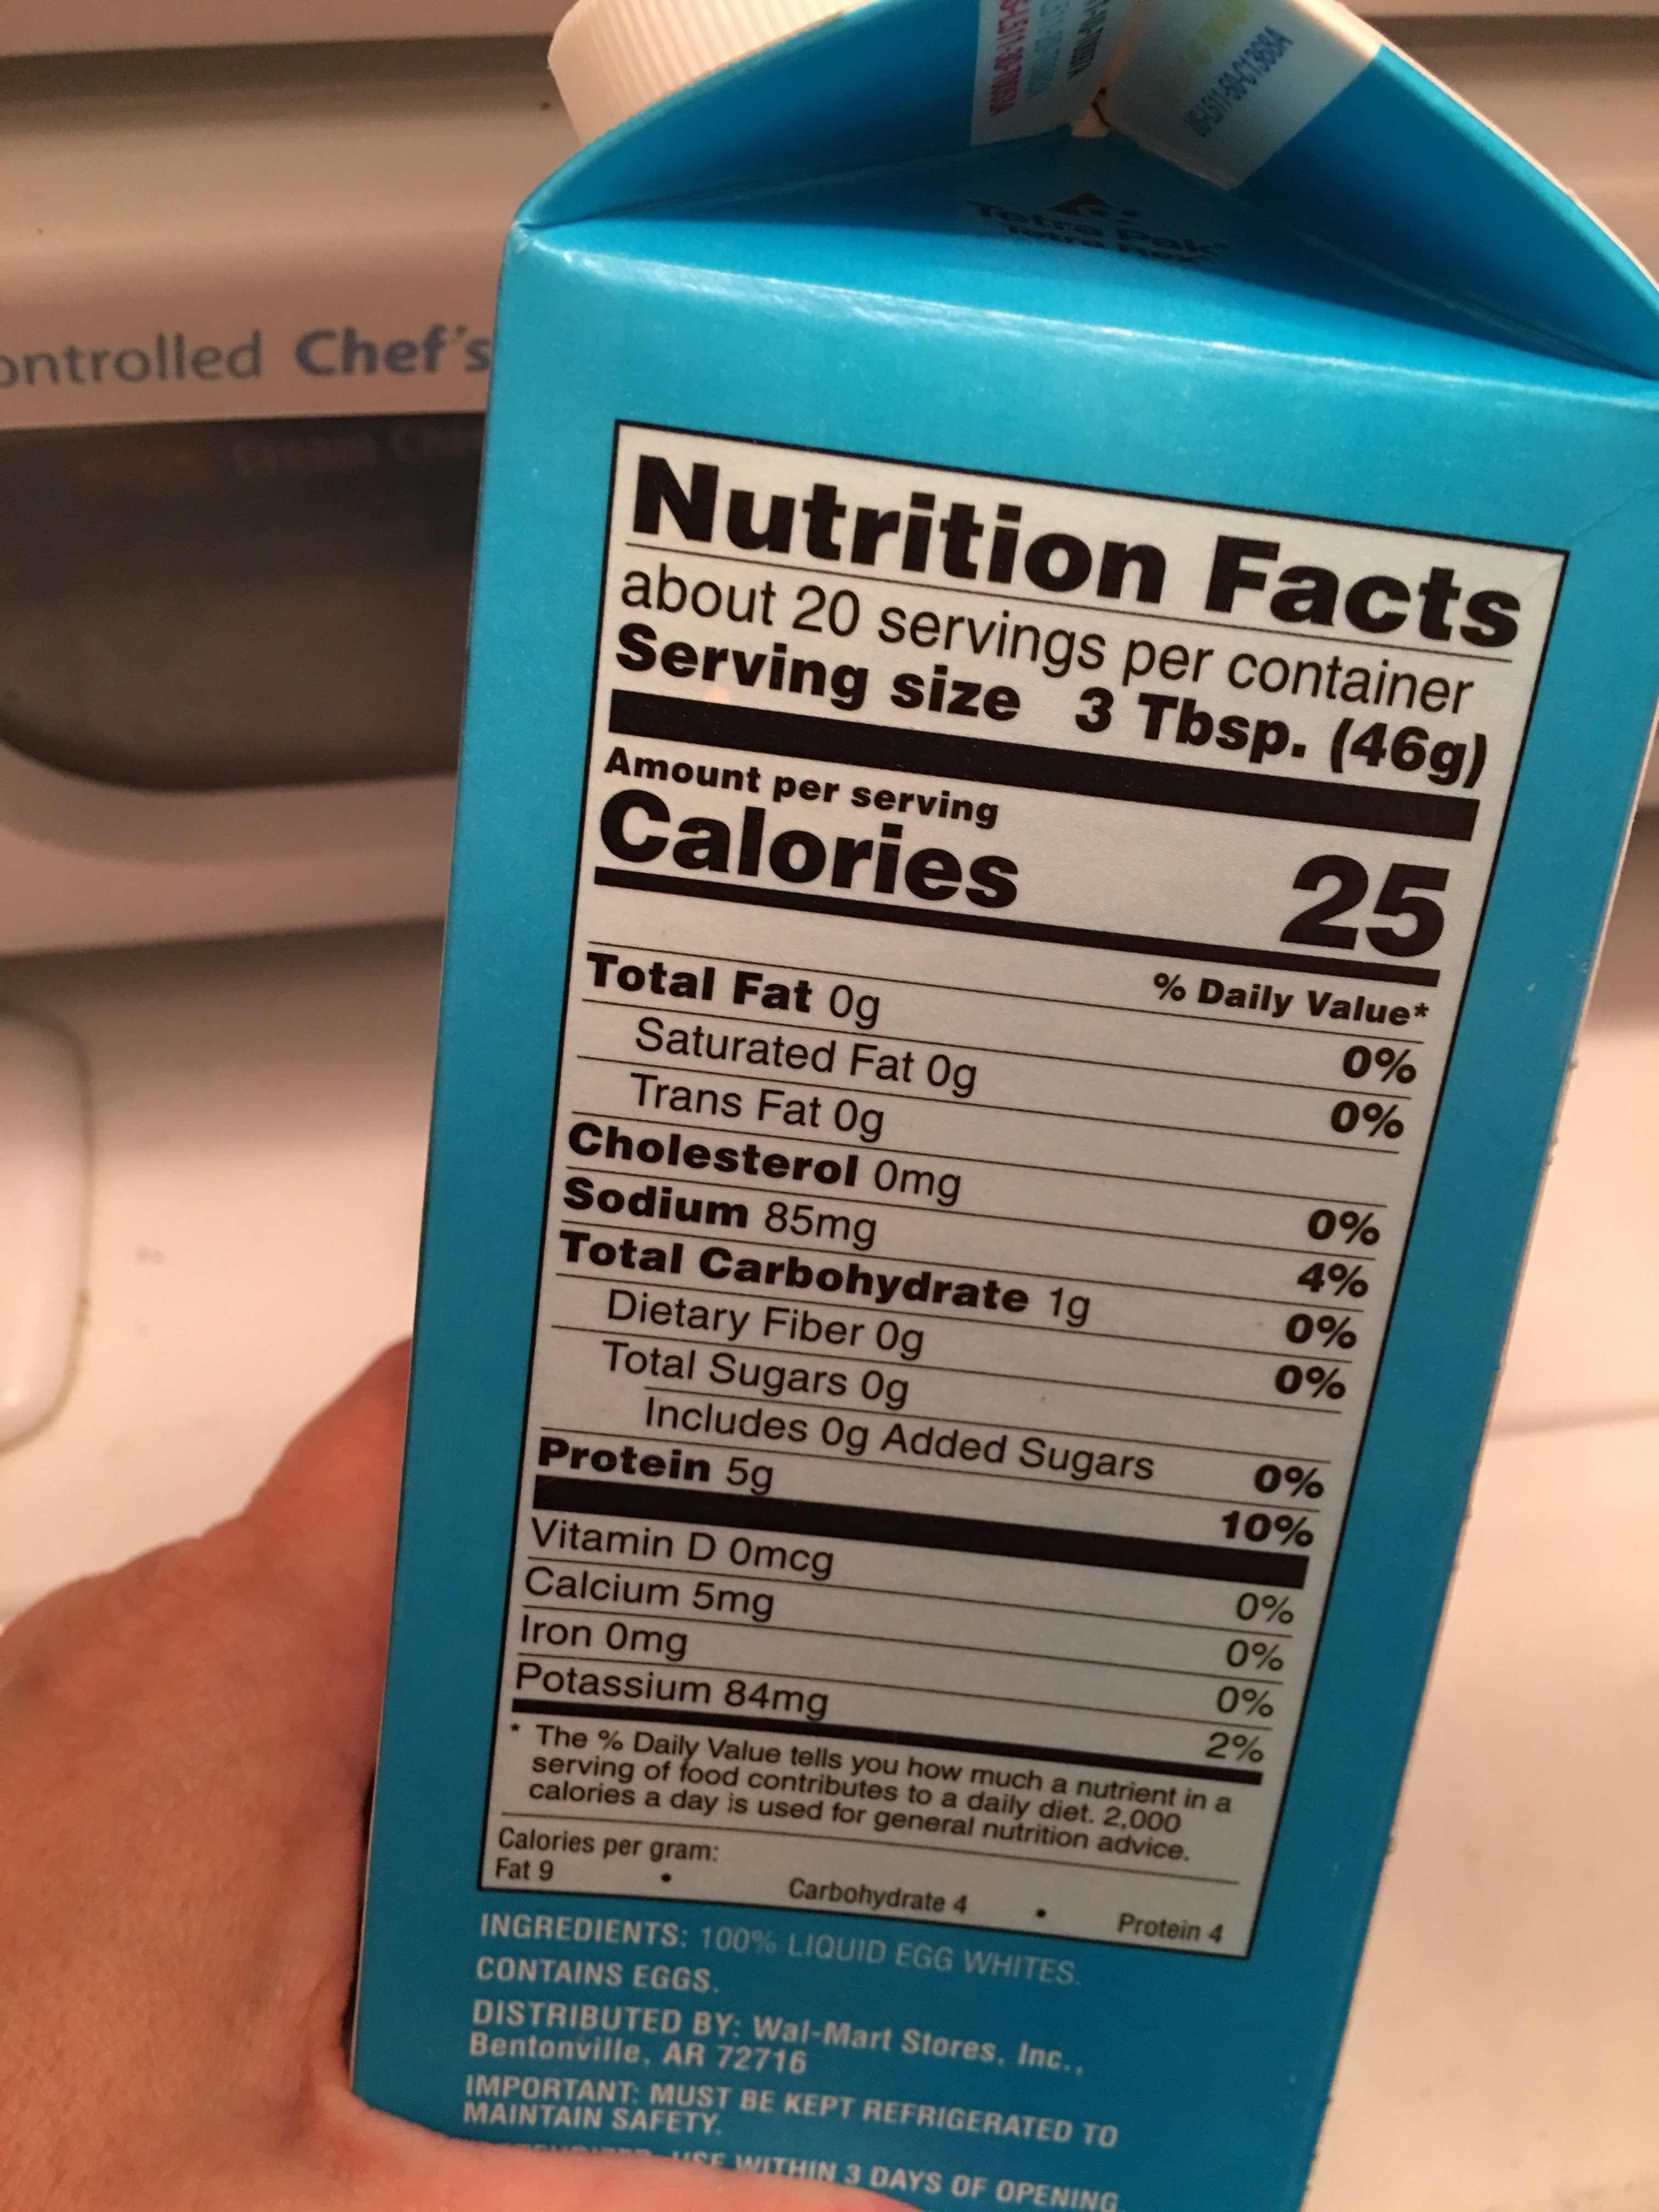 ontrolled Chef's
Tetra Pak
Nutrition Facts
about 20 servings per container
Serving size 3 Tbsp. (46g)
Amount per serving
Calories 25
% Daily Value*
Total Fat 0g 0%
Saturated Fat 0g 0%
Trans Fat 0g
Cholesterol 0mg 0%
Sodium 85mg 4%
Total Carbohydrate 1g 0%
Dietary Fiber 0g 0%
Total Sugars 0g
Includes 0g Added Sugars 0%
Protein 5g 10%
Vitamin D 0mcg 0%
Calcium 5mg 0%
Iron 0mg 0%
Potassium 84mg 2%
* The % Daily Value tells you how much a nutrient in a
serving of food contributes to a daily diet. 2,000
calories a day is used for general nutrition advice.
Calories per gram:
Fat 9 • Carbohydrate 4 • Protein 4
INGREDIENTS: 100% LIQUID EGG WHITES.
CONTAINS EGGS.
DISTRIBUTED BY: Wal-Mart Stores, Inc.,
Bentonville, AR 72716
IMPORTANT: MUST BE KEPT REFRIGERATED TO
MAINTAIN SAFETY.
USE WITHIN 3 DAYS OF OPENING